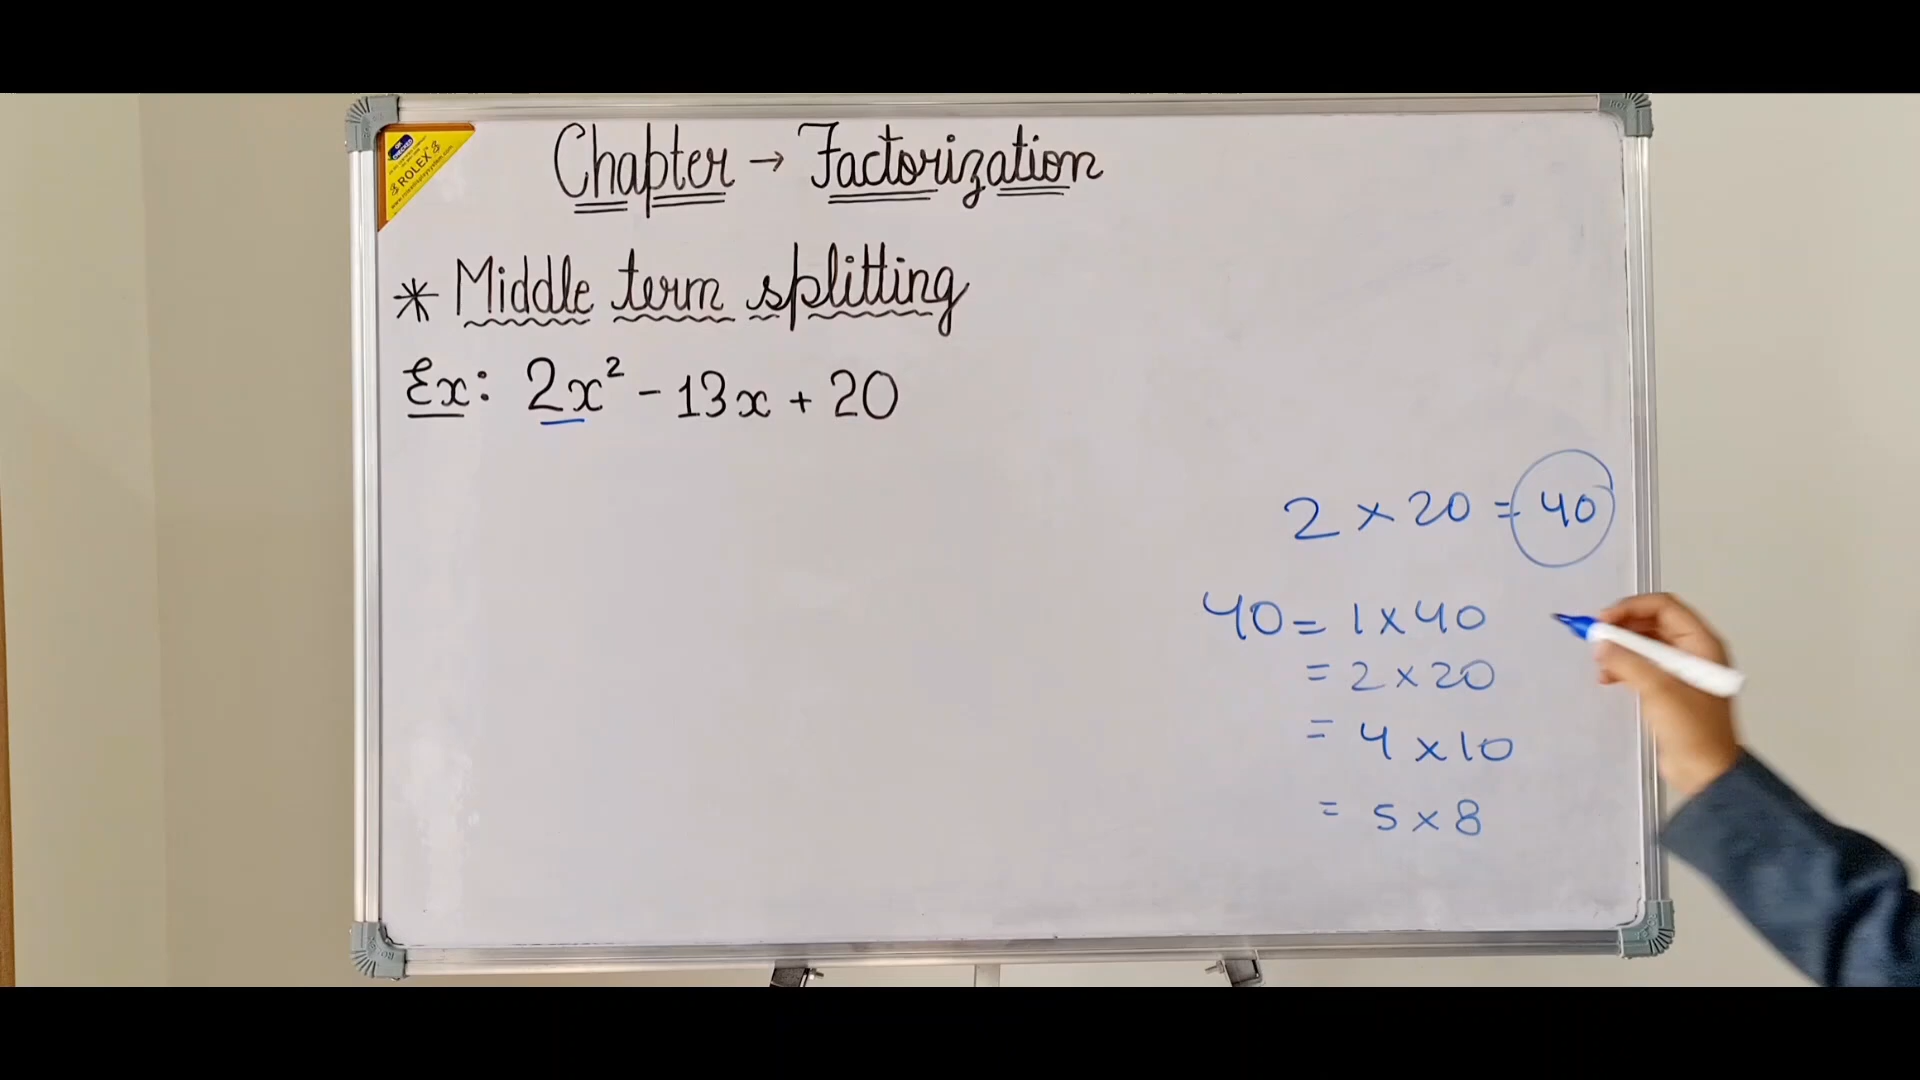 Chapter → Factorization
ROLEX
* Middle term splitting
Ex: 2x² - 13x + 20
2 × 20 = 40
40 = 1 × 40
= 2 × 20
= 4 × 10
= 5 × 8